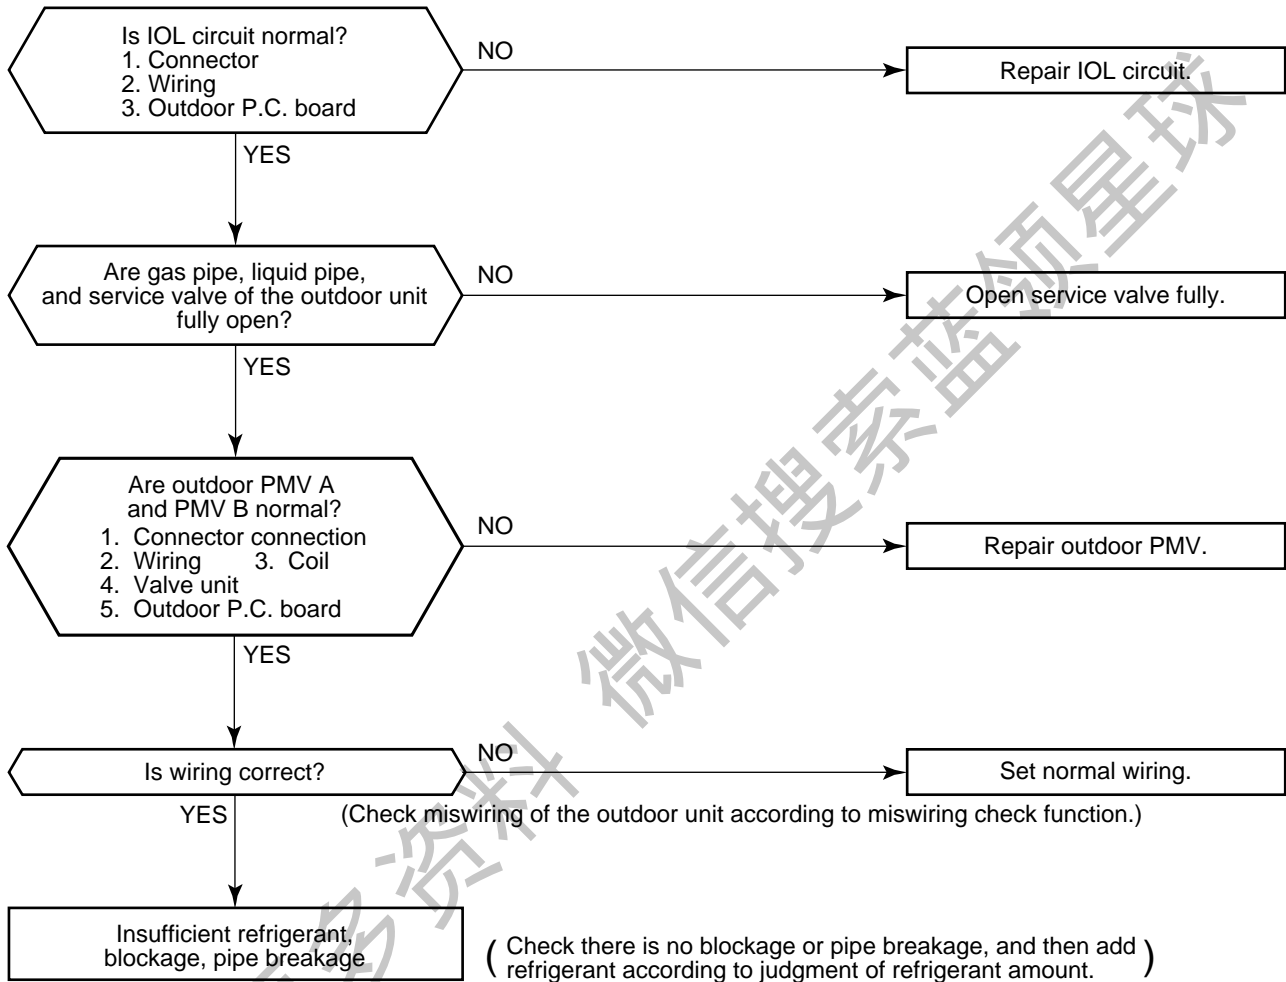 Is IOL circuit normal?
1. Connector
2. Wiring
3. Outdoor P.C. board
NO
Repair IOL circuit.
YES
Are gas pipe, liquid pipe,
and service valve of the outdoor unit
fully open?
NO
Open service valve fully.
YES
Are outdoor PMV A
and PMV B normal?
1. Connector connection
2. Wiring 3. Coil
4. Valve unit
5. Outdoor P.C. board
NO
Repair outdoor PMV.
YES
Is wiring correct?
NO
Set normal wiring.
YES
(Check miswiring of the outdoor unit according to miswiring check function.)
Insufficient refrigerant,
blockage, pipe breakage
( Check there is no blockage or pipe breakage, and then add )
refrigerant according to judgment of refrigerant amount.
多资料 微信搜索蓝领星球